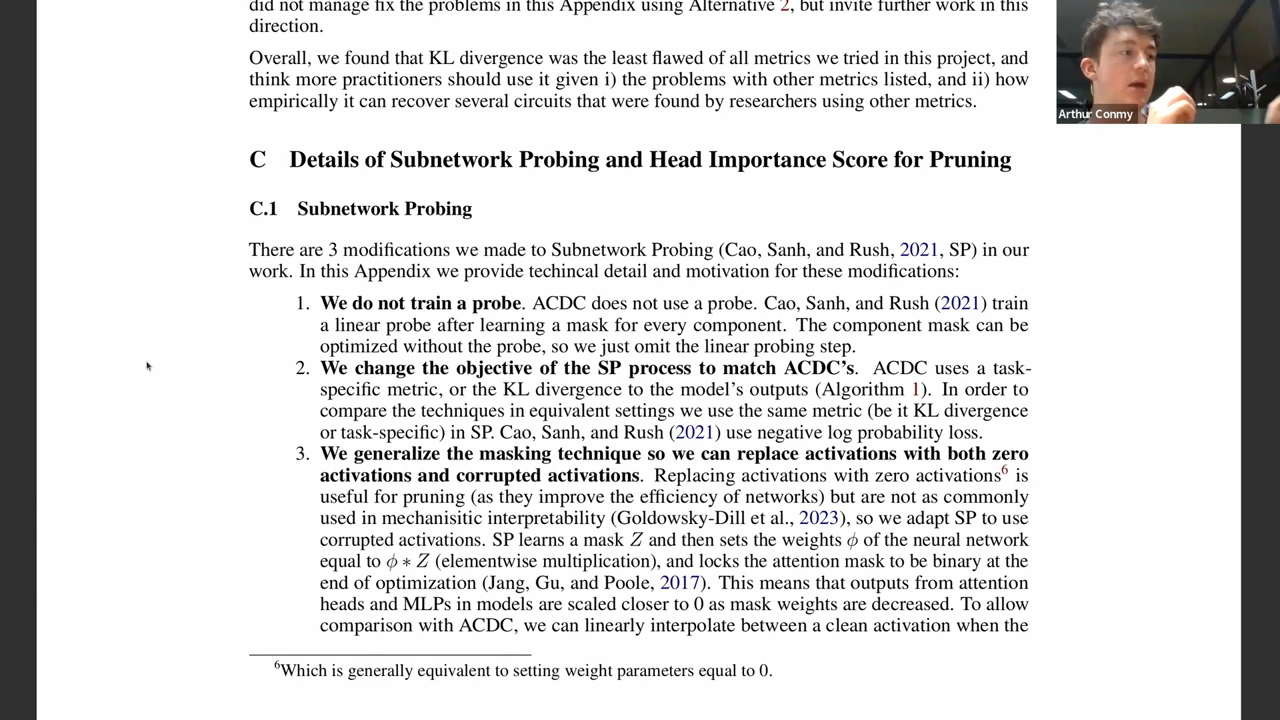 did not manage fix the problems in this Appendix using Alternative 2, but invite further work in this
direction.
Overall, we found that KL divergence was the least flawed of all metrics we tried in this project, and
think more practitioners should use it given i) the problems with other metrics listed, and ii) how
empirically it can recover several circuits that were found by researchers using other metrics.
Arthur Conmy
C Details of Subnetwork Probing and Head Importance Score for Pruning
C.1 Subnetwork Probing
There are 3 modifications we made to Subnetwork Probing (Cao, Sanh, and Rush, 2021, SP) in our
work. In this Appendix we provide techincal detail and motivation for these modifications:
1. We do not train a probe. ACDC does not use a probe. Cao, Sanh, and Rush (2021) train
a linear probe after learning a mask for every component. The component mask can be
optimized without the probe, so we just omit the linear probing step.
2. We change the objective of the SP process to match ACDC's. ACDC uses a task-
specific metric, or the KL divergence to the model's outputs (Algorithm 1). In order to
compare the techniques in equivalent settings we use the same metric (be it KL divergence
or task-specific) in SP. Cao, Sanh, and Rush (2021) use negative log probability loss.
3. We generalize the masking technique so we can replace activations with both zero
activations and corrupted activations. Replacing activations with zero activations⁶ is
useful for pruning (as they improve the efficiency of networks) but are not as commonly
used in mechanisitic interpretability (Goldowsky-Dill et al., 2023), so we adapt SP to use
corrupted activations. SP learns a mask Z and then sets the weights ϕ of the neural network
equal to ϕ * Z (elementwise multiplication), and locks the attention mask to be binary at the
end of optimization (Jang, Gu, and Poole, 2017). This means that outputs from attention
heads and MLPs in models are scaled closer to 0 as mask weights are decreased. To allow
comparison with ACDC, we can linearly interpolate between a clean activation when the
⁶Which is generally equivalent to setting weight parameters equal to 0.